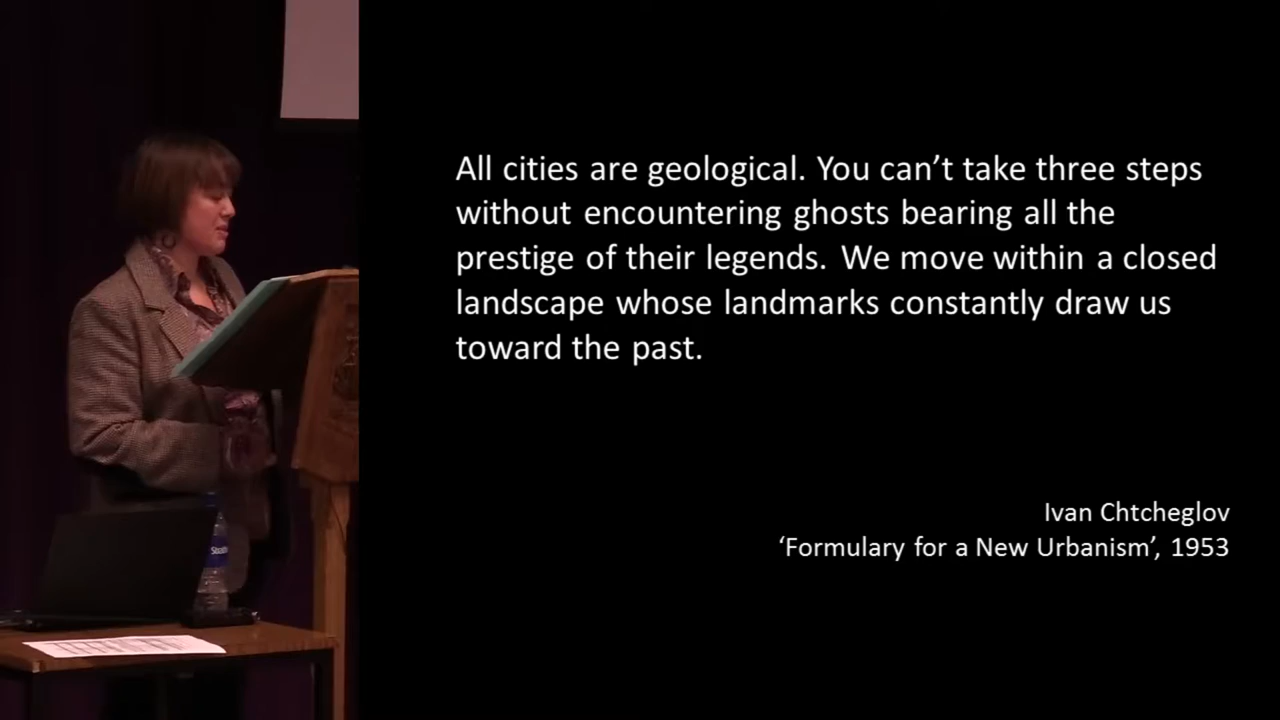 All cities are geological. You can’t take three steps
without encountering ghosts bearing all the
prestige of their legends. We move within a closed
landscape whose landmarks constantly draw us
toward the past.
Ivan Chtcheglov
‘Formulary for a New Urbanism’, 1953